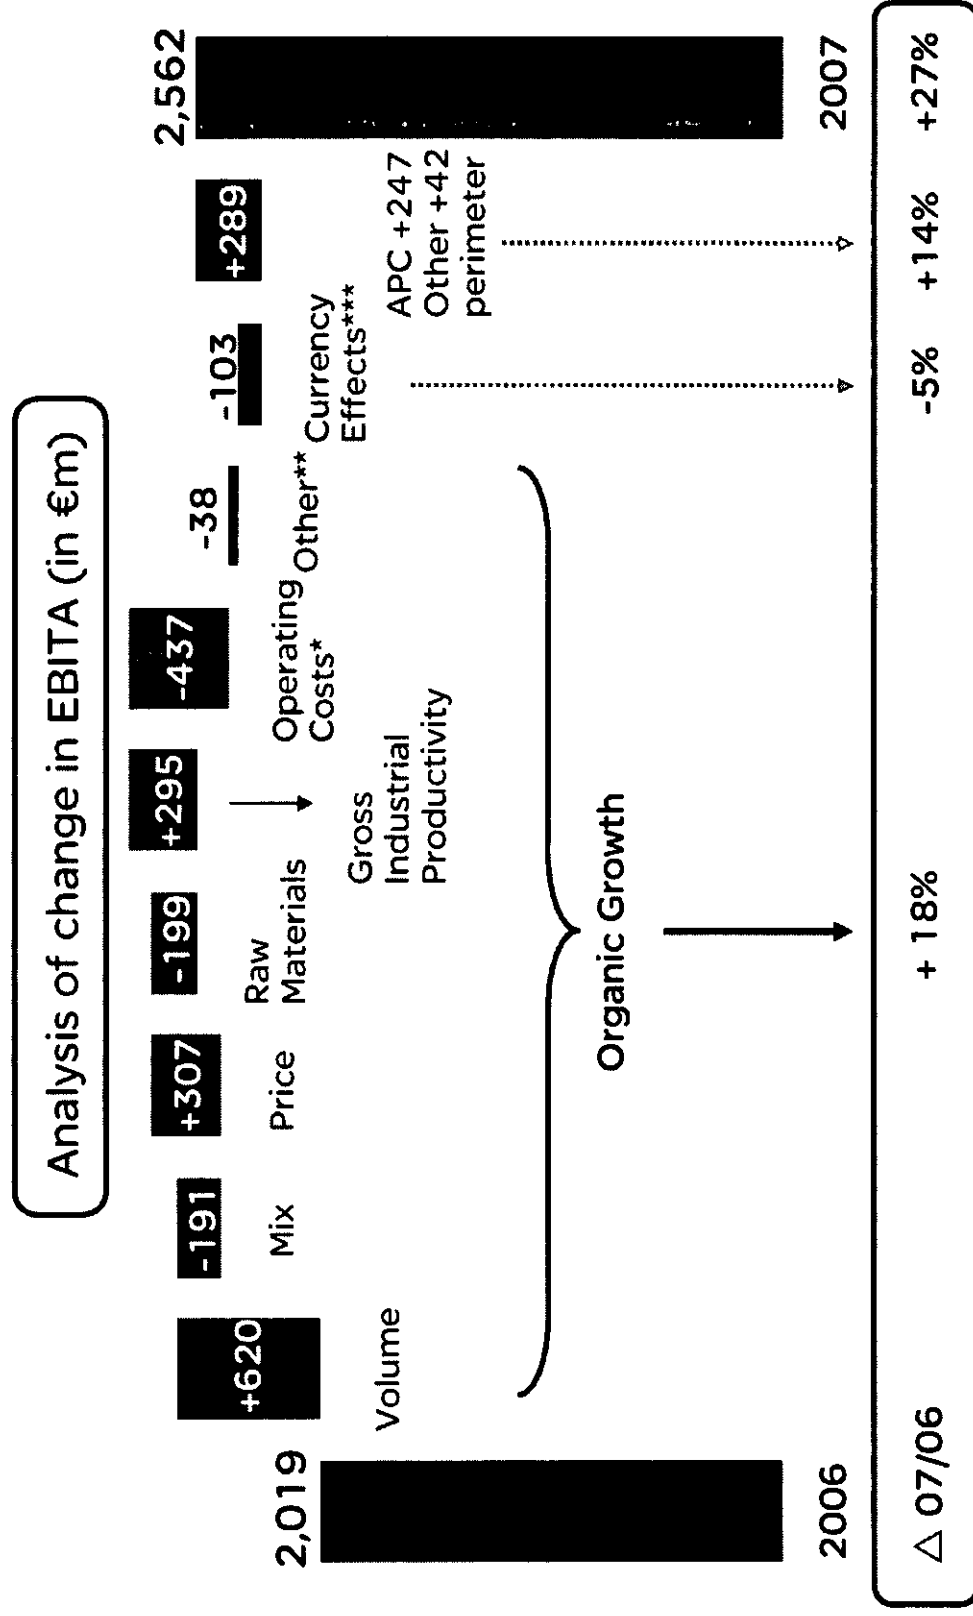 Analysis of change in EBITA (in €m)
2,019
+620
-191
+307
-199
+295
-437
-38
-103
+289
2,562
Volume
Mix
Price
Raw
Materials
Gross
Industrial
Productivity
Operating
Costs*
Other**
Currency
Effects***
APC +247
Other +42
perimeter
Organic Growth
2006
2007
△ 07/06
+ 18%
-5%
+14%
+27%